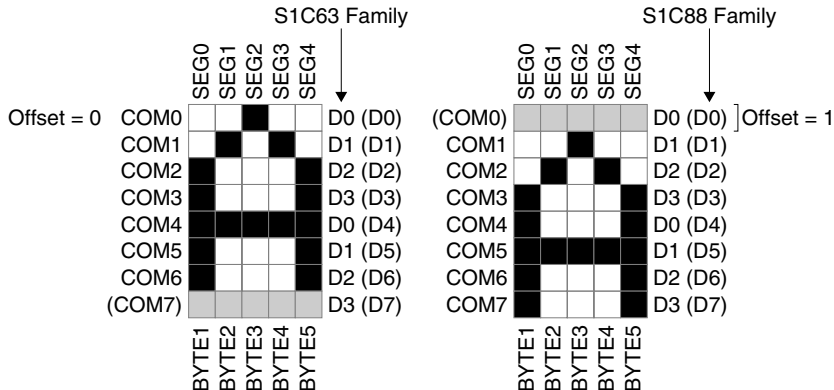 S1C63 Family
SEG0 SEG1 SEG2 SEG3 SEG4
Offset = 0 COM0 D0 (D0)
COM1 D1 (D1)
COM2 D2 (D2)
COM3 D3 (D3)
COM4 D0 (D4)
COM5 D1 (D5)
COM6 D2 (D6)
(COM7) D3 (D7)
BYTE1 BYTE2 BYTE3 BYTE4 BYTE5
S1C88 Family
SEG0 SEG1 SEG2 SEG3 SEG4
(COM0) D0 (D0) Offset = 1
COM1 D1 (D1)
COM2 D2 (D2)
COM3 D3 (D3)
COM4 D0 (D4)
COM5 D1 (D5)
COM6 D2 (D6)
COM7 D3 (D7)
BYTE1 BYTE2 BYTE3 BYTE4 BYTE5